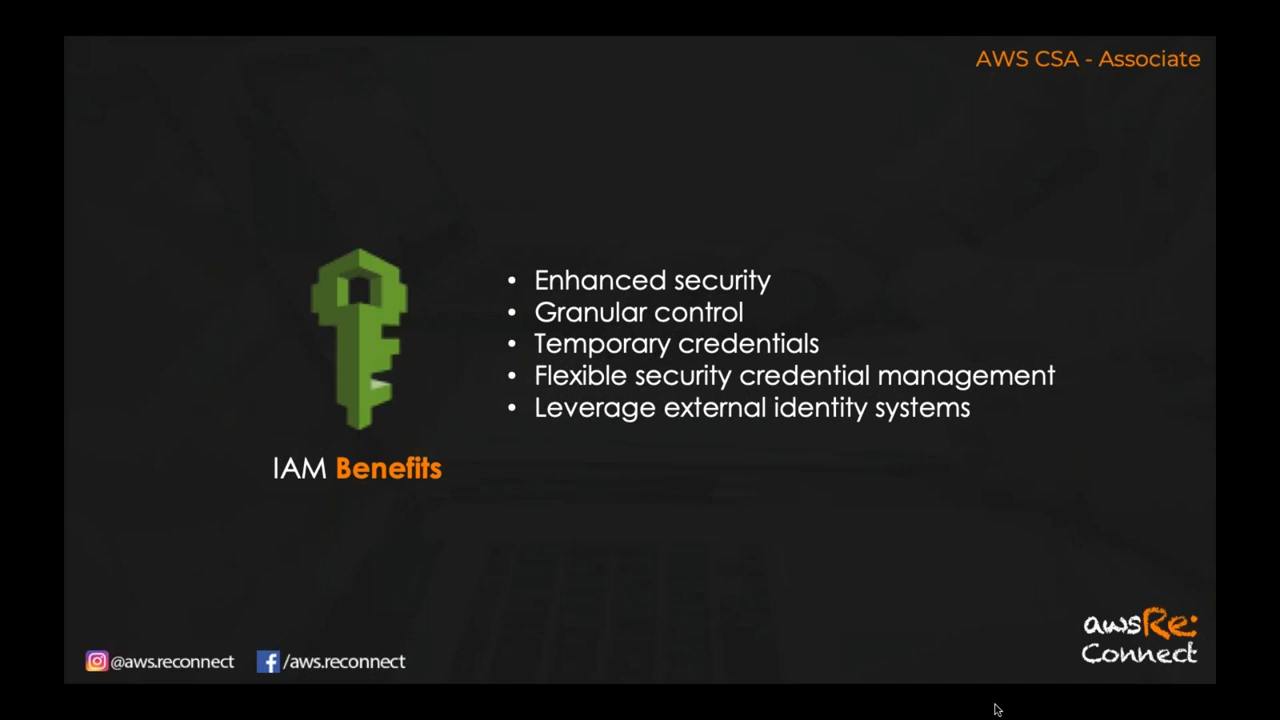 AWS CSA - Associate
• Enhanced security
• Granular control
• Temporary credentials
• Flexible security credential management
• Leverage external identity systems
IAM Benefits
awsRe:
Connect
@aws.reconnect
/aws.reconnect